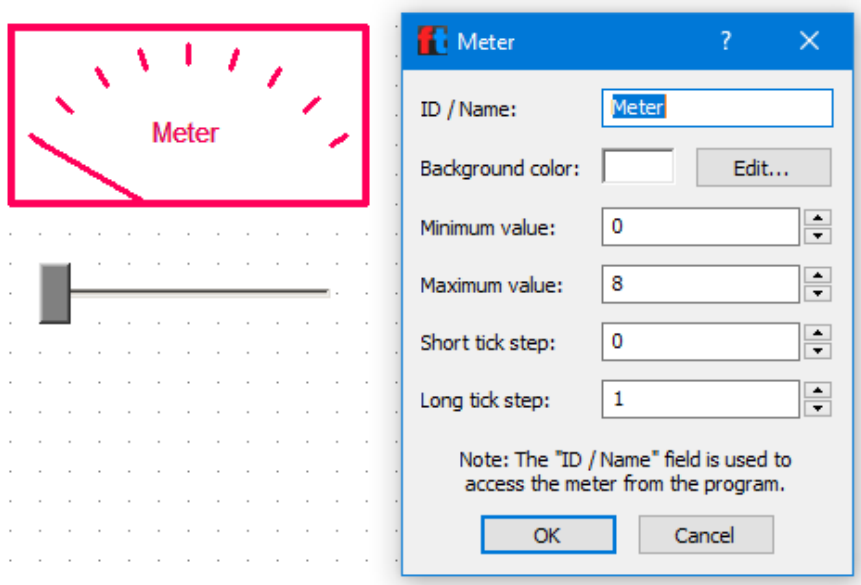 Meter
ft Meter ? ×
ID / Name: Meter
Background color: Edit...
Minimum value: 0
Maximum value: 8
Short tick step: 0
Long tick step: 1
Note: The "ID / Name" field is used to
access the meter from the program.
OK Cancel